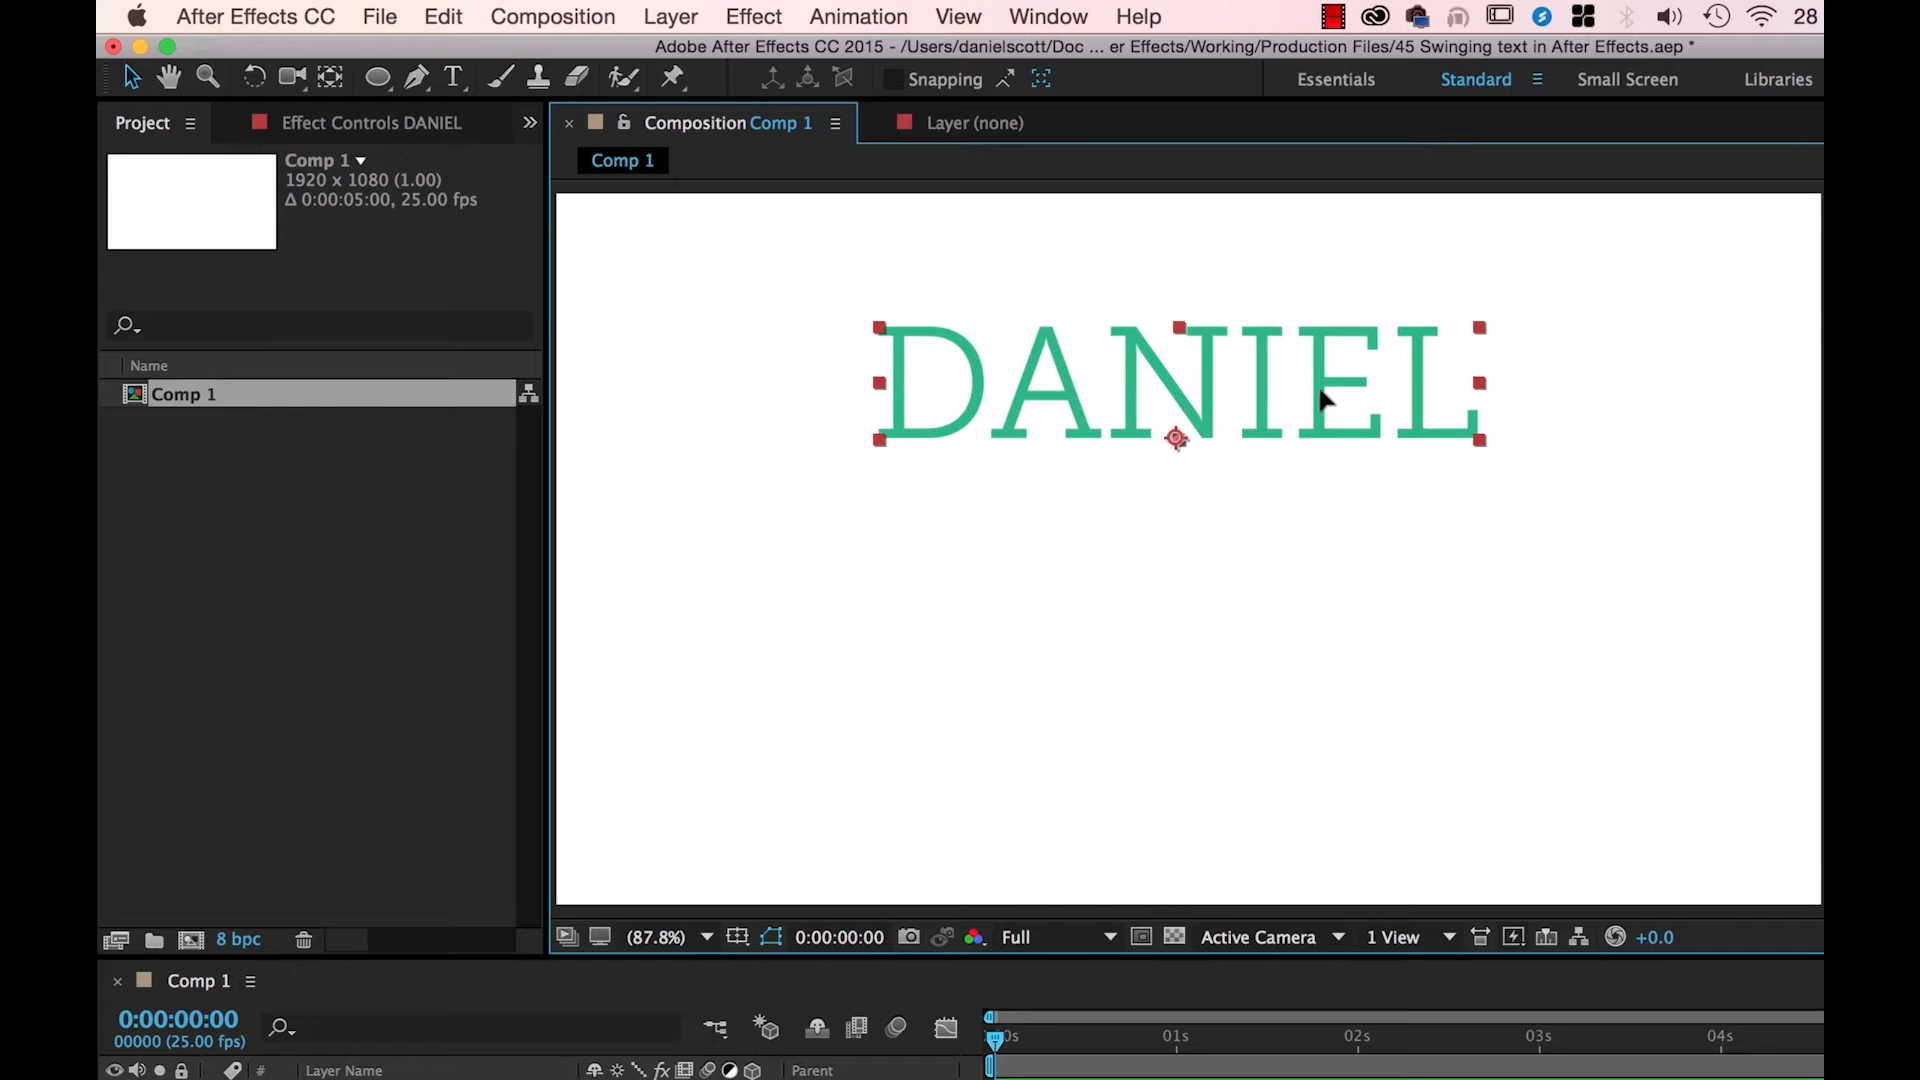 After Effects CC File Edit Composition Layer Effect Animation View Window Help 28
Adobe After Effects CC 2015 - /Users/danielscott/Doc ... er Effects/Working/Production Files/45 Swinging text in After Effects.aep *
Snapping Essentials Standard Small Screen Libraries
Project Effect Controls DANIEL Composition Comp 1 Layer (none)
Comp 1
1920 x 1080 (1.00)
Δ 0:00:05:00, 25.00 fps
Comp 1
DANIEL
Name
Comp 1
8 bpc (87.8%) 0:00:00:00 Full Active Camera 1 View +0.0
Comp 1
0:00:00:00
00000 (25.00 fps)
0s 01s 02s 03s 04s
# Layer Name fx Parent